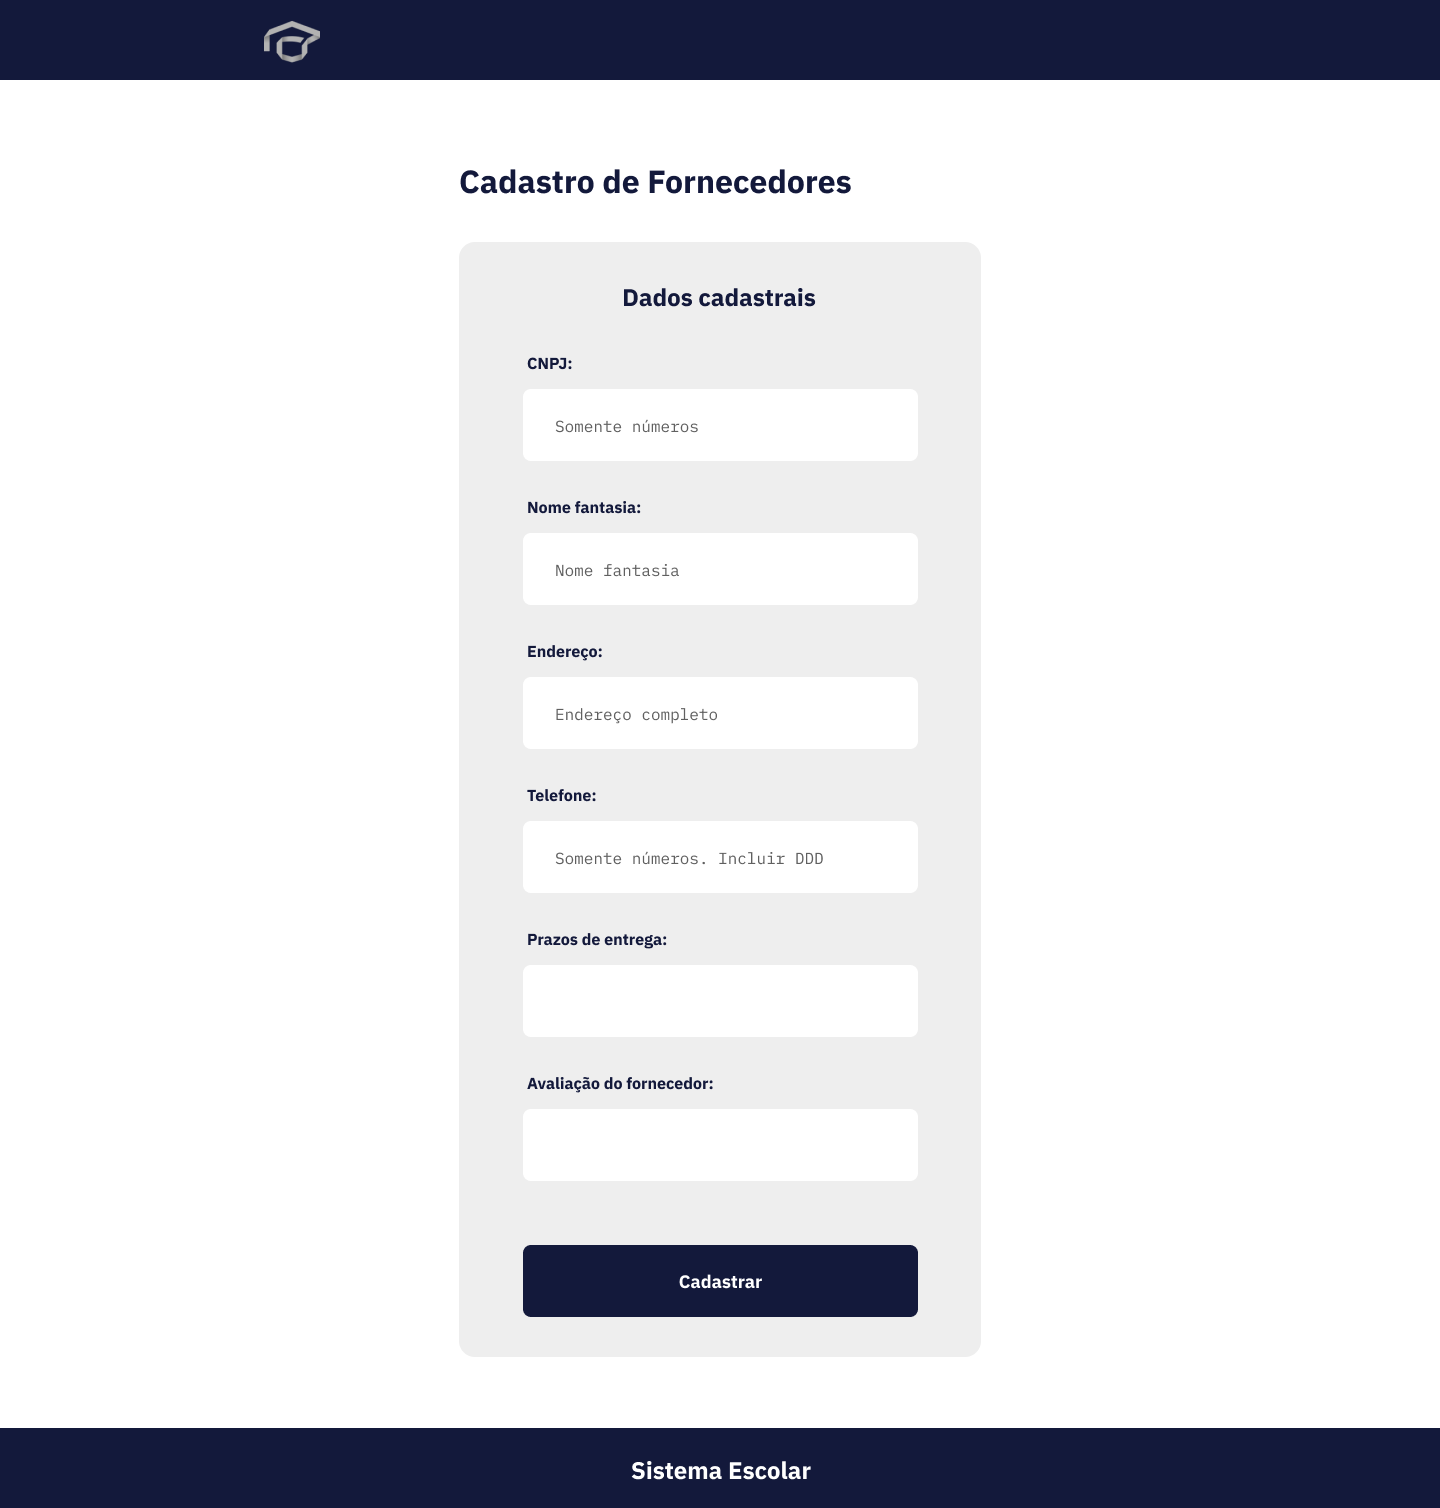 Cadastro de Fornecedores
Dados cadastrais
CNPJ:
Somente números
Nome fantasia:
Nome fantasia
Endereço:
Endereço completo
Telefone:
Somente números. Incluir DDD
Prazos de entrega:
Avaliação do fornecedor:
Cadastrar
Sistema Escolar